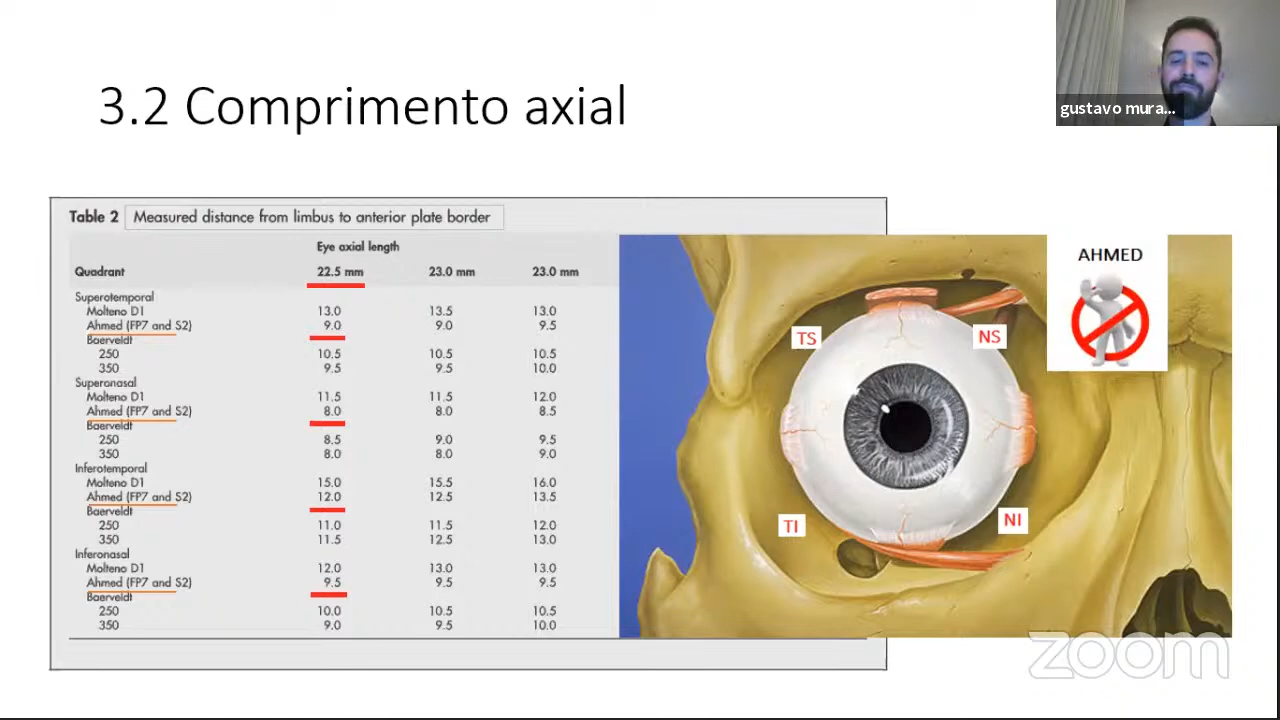 3.2 Comprimento axial
gustavo mura...
Table 2 Measured distance from limbus to anterior plate border
Eye axial length
Quadrant 22.5 mm 23.0 mm 23.0 mm
Superotemporal
Molteno D1 13.0 13.5 13.0
Ahmed (FP7 and S2) 9.0 9.0 9.5
Baerveldt
250 10.5 10.5 10.5
350 9.5 9.5 10.0
Superonasal
Molteno D1 11.5 11.5 12.0
Ahmed (FP7 and S2) 8.0 8.0 8.5
Baerveldt
250 8.5 9.0 9.5
350 8.0 8.0 9.0
Inferotemporal
Molteno D1 15.0 15.5 16.0
Ahmed (FP7 and S2) 12.0 12.5 13.5
Baerveldt
250 11.0 11.5 12.0
350 11.5 12.5 13.0
Inferonasal
Molteno D1 12.0 13.0 13.0
Ahmed (FP7 and S2) 9.5 9.5 9.5
Baerveldt
250 10.0 10.5 10.5
350 9.0 9.5 10.0
AHMED
TS NS
TI NI
zoom